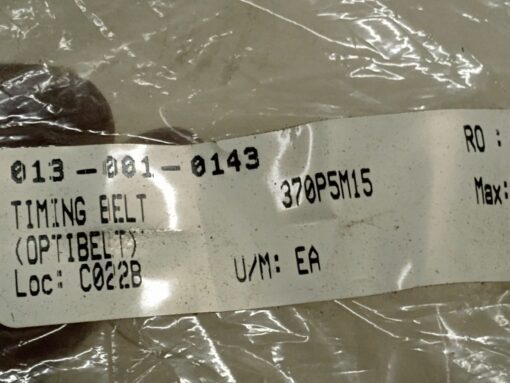 013-001-0143 370P5M15 RO :
TIMING BELT Max:
(OPTIBELT)
Loc: C022B U/M: EA